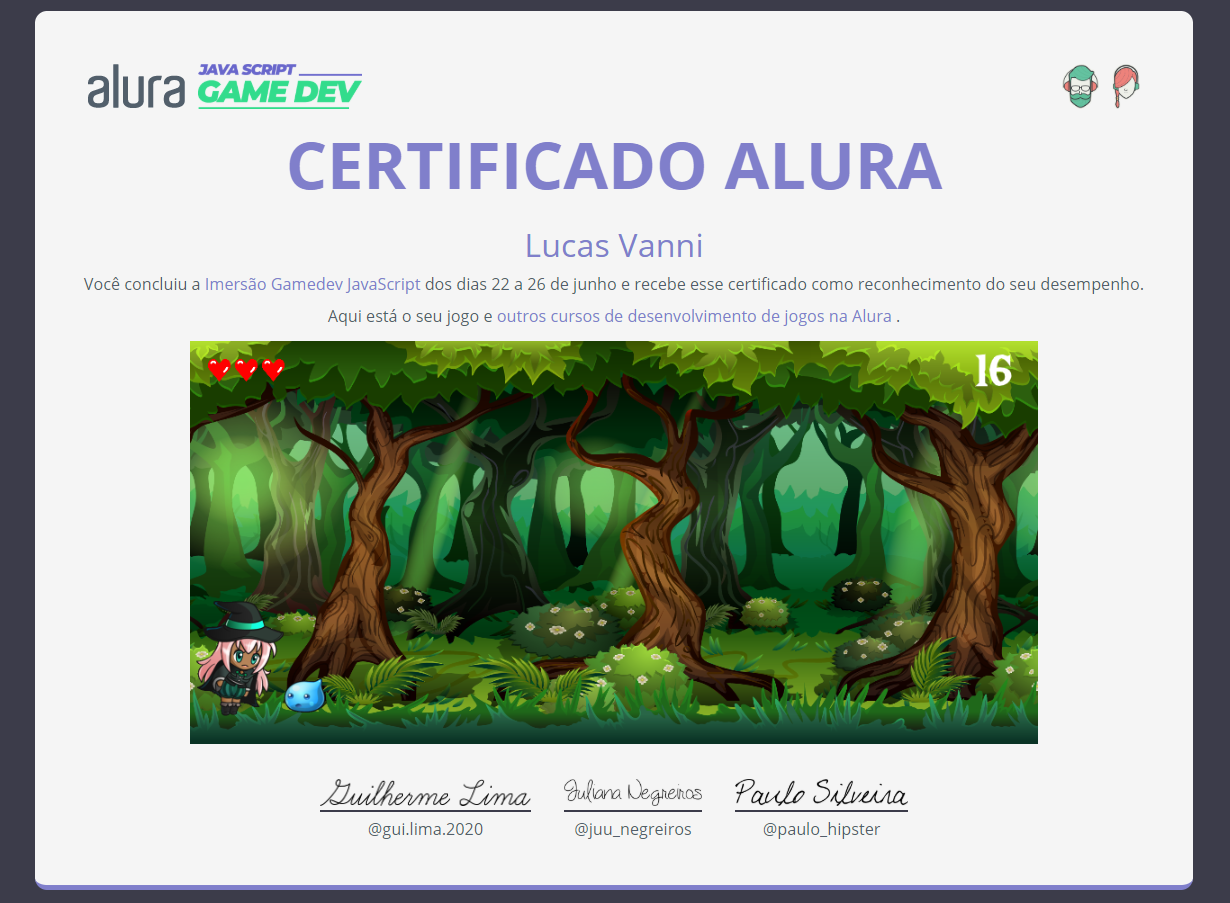 alura JAVA SCRIPT
GAME DEV
CERTIFICADO ALURA
Lucas Vanni
Você concluiu a Imersão Gamedev JavaScript dos dias 22 a 26 de junho e recebe esse certificado como reconhecimento do seu desempenho.
Aqui está o seu jogo e outros cursos de desenvolvimento de jogos na Alura .
16
Guilherme Lima Juliana Negreiros Paulo Silveira
@gui.lima.2020 @juu_negreiros @paulo_hipster